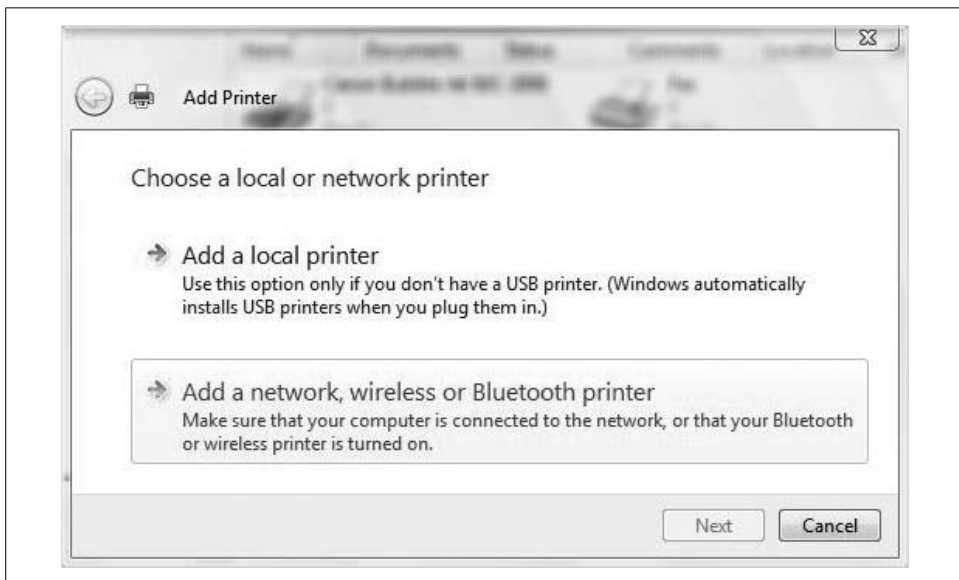 Add Printer
Choose a local or network printer
Add a local printer
Use this option only if you don't have a USB printer. (Windows automatically
installs USB printers when you plug them in.)
Add a network, wireless or Bluetooth printer
Make sure that your computer is connected to the network, or that your Bluetooth
or wireless printer is turned on.
Next
Cancel